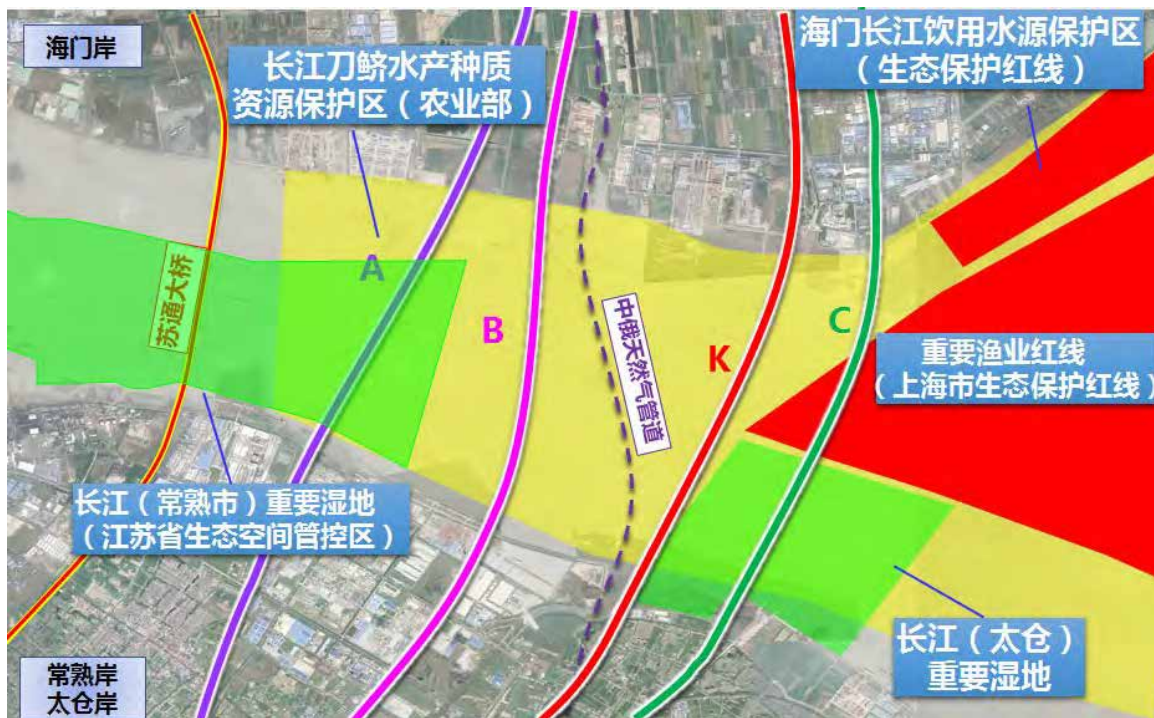 海门岸
长江刀鲚水产种质
资源保护区（农业部）
海门长江饮用水源保护区
（生态保护红线）
A
苏通大桥
B
中俄天然气管道
K
C
重要渔业红线
（上海市生态保护红线）
长江（常熟市）重要湿地
（江苏省生态空间管控区）
长江（太仓）
重要湿地
常熟岸
太仓岸